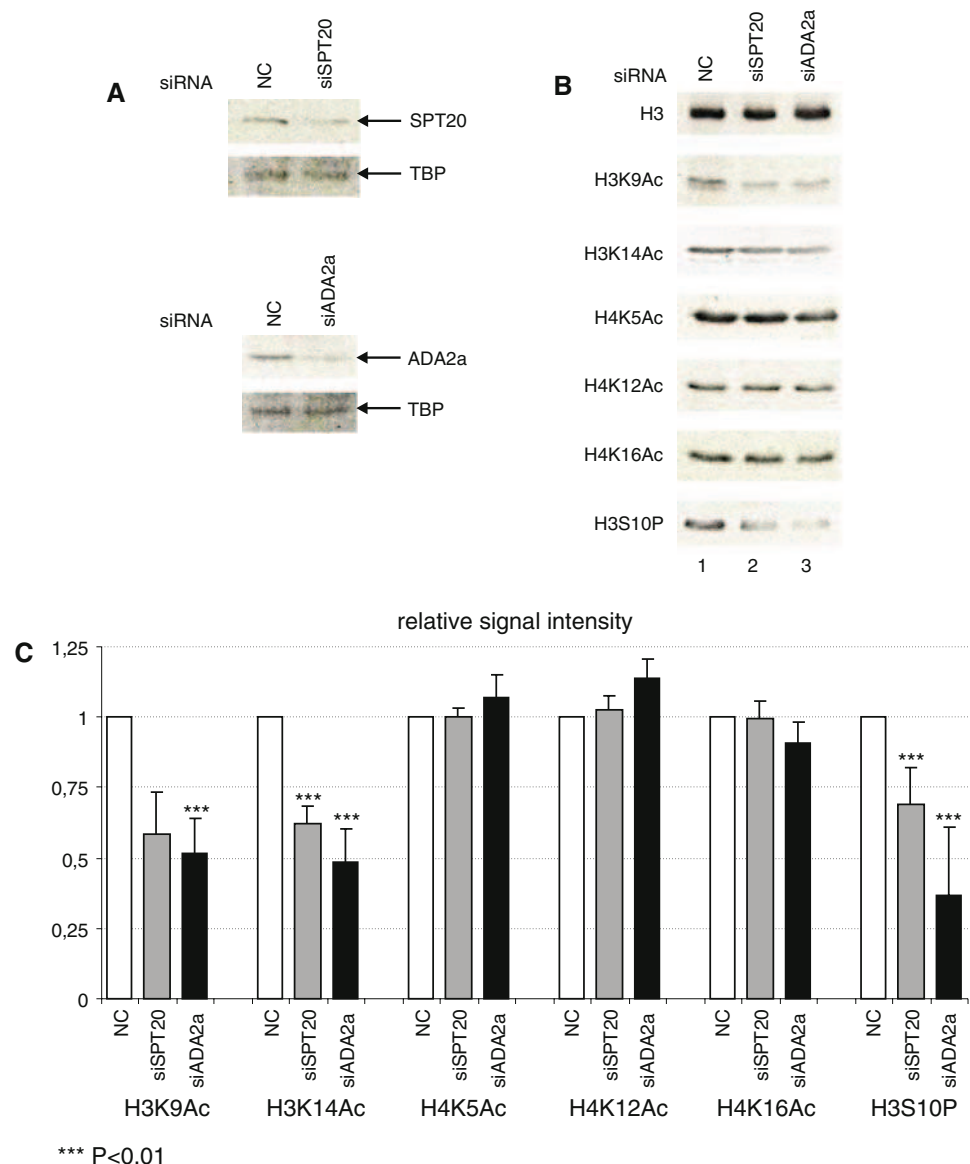 A
siRNA
NC
siSPT20
SPT20
TBP
siRNA
NC
siADA2a
ADA2a
TBP
B
siRNA
NC
siSPT20
siADA2a
H3
H3K9Ac
H3K14Ac
H4K5Ac
H4K12Ac
H4K16Ac
H3S10P
1 2 3
C
relative signal intensity
1,25
1
0,75
0,5
0,25
0
***
***
***
***
***
NC siSPT20 siADA2a
NC siSPT20 siADA2a
NC siSPT20 siADA2a
NC siSPT20 siADA2a
NC siSPT20 siADA2a
NC siSPT20 siADA2a
H3K9Ac H3K14Ac H4K5Ac H4K12Ac H4K16Ac H3S10P
*** P<0.01